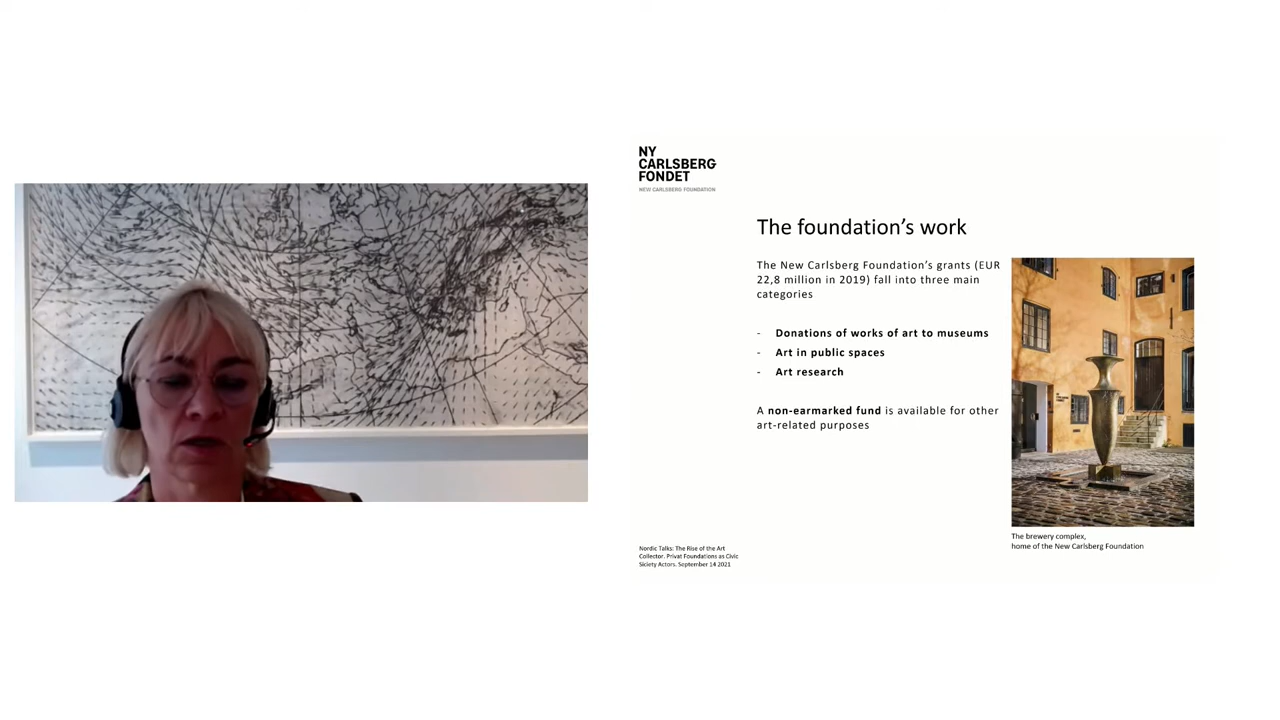 NY
CARLSBERG
FONDET
NEW CARLSBERG FOUNDATION
The foundation's work
The New Carlsberg Foundation's grants (EUR
22,8 million in 2019) fall into three main
categories
- Donations of works of art to museums
- Art in public spaces
- Art research
A non-earmarked fund is available for other
art-related purposes
The brewery complex,
home of the New Carlsberg Foundation
Nordic Talks: The Rise of the Art
Collector. Privat Foundations as Civic
Siciety Actors. September 14 2021